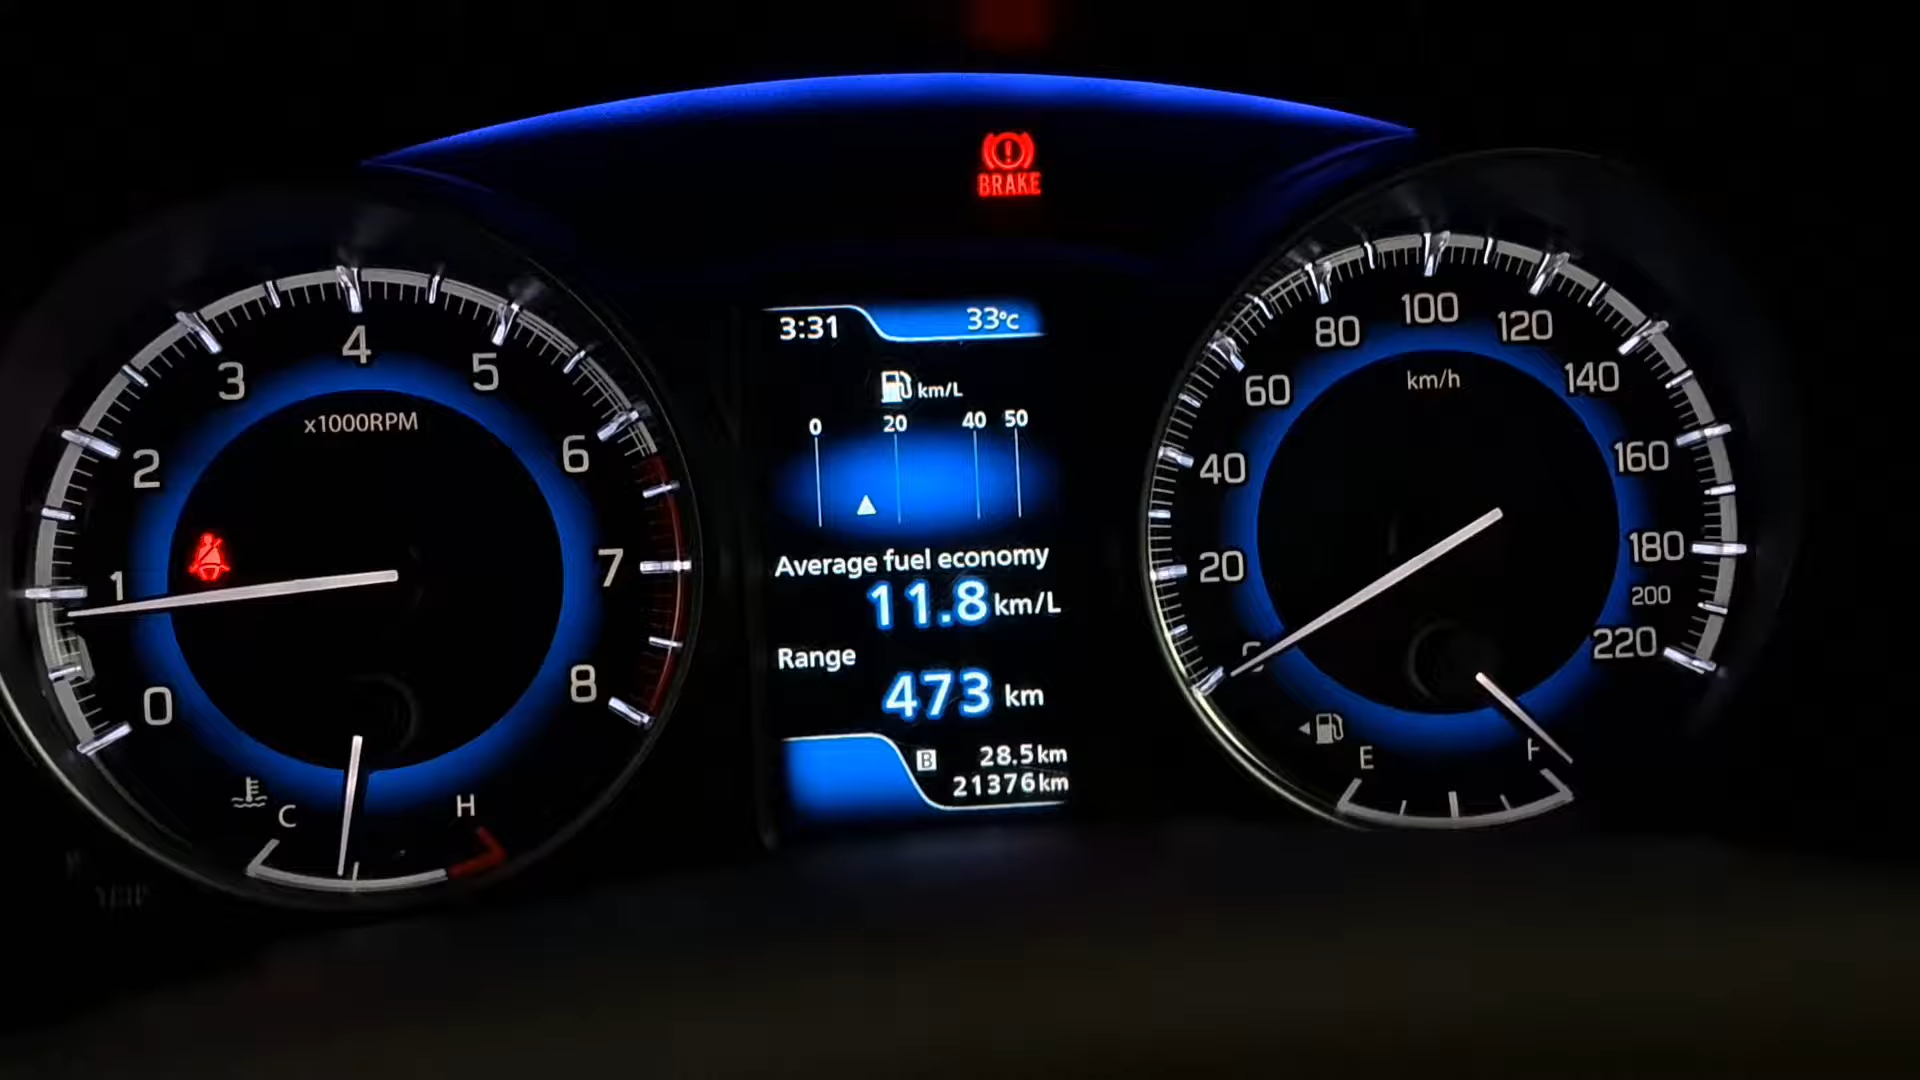 BRAKE
0
1
2
3
4
5
6
7
8
x1000RPM
C
H
3:31
33°C
km/L
0 20 40 50
Average fuel economy
11.8 km/L
Range
473 km
B 28.5 km
21376 km
20
40
60
80
100
120
140
160
180
200
220
km/h
E
F